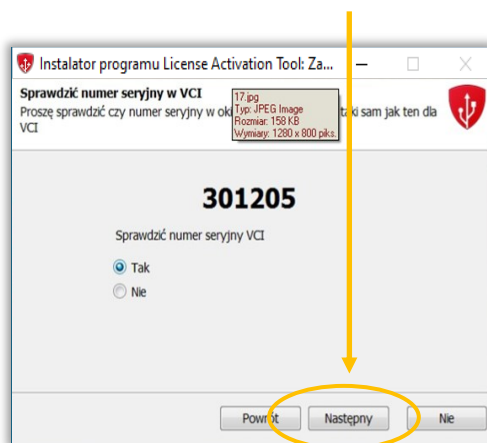 Instalator programu License Activation Tool: Za...
Sprawdzić numer seryjny w VCI
Proszę sprawdzić czy numer seryjny w ok taki sam jak ten dla
VCI
17.jpg
Typ: JPEG Image
Rozmiar: 158 KB
Wymiary: 1280 x 800 piks.
301205
Sprawdzić numer seryjny VCI
Tak
Nie
Powrót Następny Nie